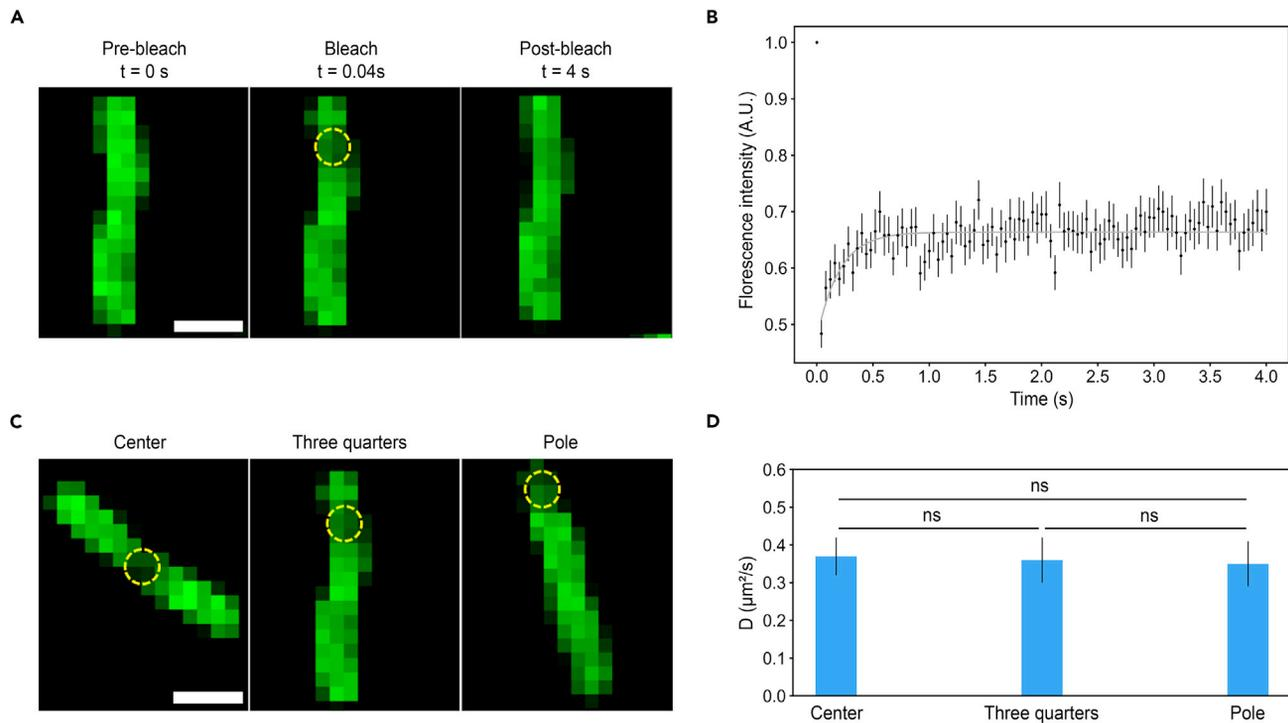 A
Pre-bleach
t = 0 s
Bleach
t = 0.04s
Post-bleach
t = 4 s
B
Florescence intensity (A.U.)
1.0
0.9
0.8
0.7
0.6
0.5
0.0 0.5 1.0 1.5 2.0 2.5 3.0 3.5 4.0
Time (s)
C
Center
Three quarters
Pole
D
D (μm²/s)
0.6
0.5
0.4
0.3
0.2
0.1
0.0
ns
ns
ns
Center Three quarters Pole